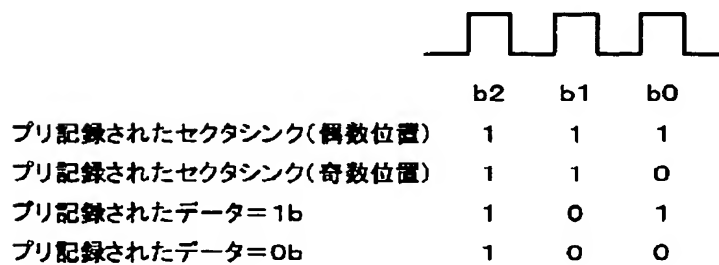 b2 b1 b0
プリ記録されたセクタシンク(偶数位置) 1 1 1
プリ記録されたセクタシンク(奇数位置) 1 1 0
プリ記録されたデータ=1b 1 0 1
プリ記録されたデータ=0b 1 0 0